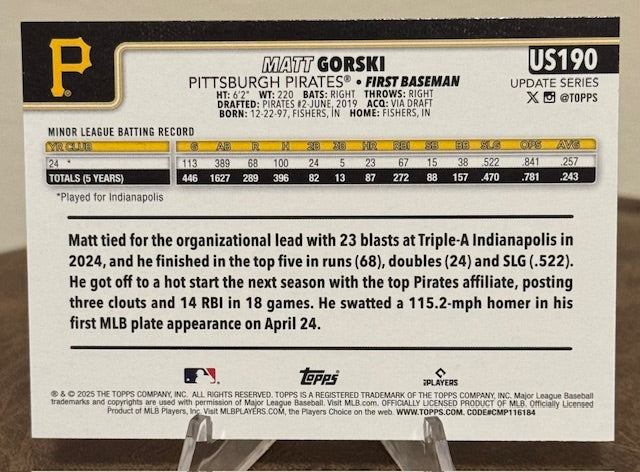 P
MATT GORSKI
US190
PITTSBURGH PIRATES® • FIRST BASEMAN
UPDATE SERIES
HT: 6'2" WT: 220 BATS: RIGHT THROWS: RIGHT
X @TOPPS
DRAFTED: PIRATES #2-JUNE, 2019 ACQ: VIA DRAFT
BORN: 12-22-97, FISHERS, IN HOME: FISHERS, IN
MINOR LEAGUE BATTING RECORD
YR CLUB G AB R H 2B 3B HR RBI SB BB SLG OPS AVG
24 * 113 389 68 100 24 5 23 67 15 38 .522 .841 .257
TOTALS (5 YEARS) 446 1627 289 396 82 13 87 272 88 157 .470 .781 .243
*Played for Indianapolis
Matt tied for the organizational lead with 23 blasts at Triple-A Indianapolis in
2024, and he finished in the top five in runs (68), doubles (24) and SLG (.522).
He got off to a hot start the next season with the top Pirates affiliate, posting
three clouts and 14 RBI in 18 games. He swatted a 115.2-mph homer in his
first MLB plate appearance on April 24.
Topps
PLAYERS
® & © 2025 THE TOPPS COMPANY, INC. ALL RIGHTS RESERVED. TOPPS IS A REGISTERED TRADEMARK OF THE TOPPS COMPANY, INC. Major League Baseball
trademarks and copyrights are used with permission of Major League Baseball. Visit MLB.com. OFFICIALLY LICENSED PRODUCT OF MLB. Officially Licensed
Product of MLB Players, Inc. Visit MLBPLAYERS.COM, the Players Choice on the web. WWW.TOPPS.COM. CODE#CMP116184